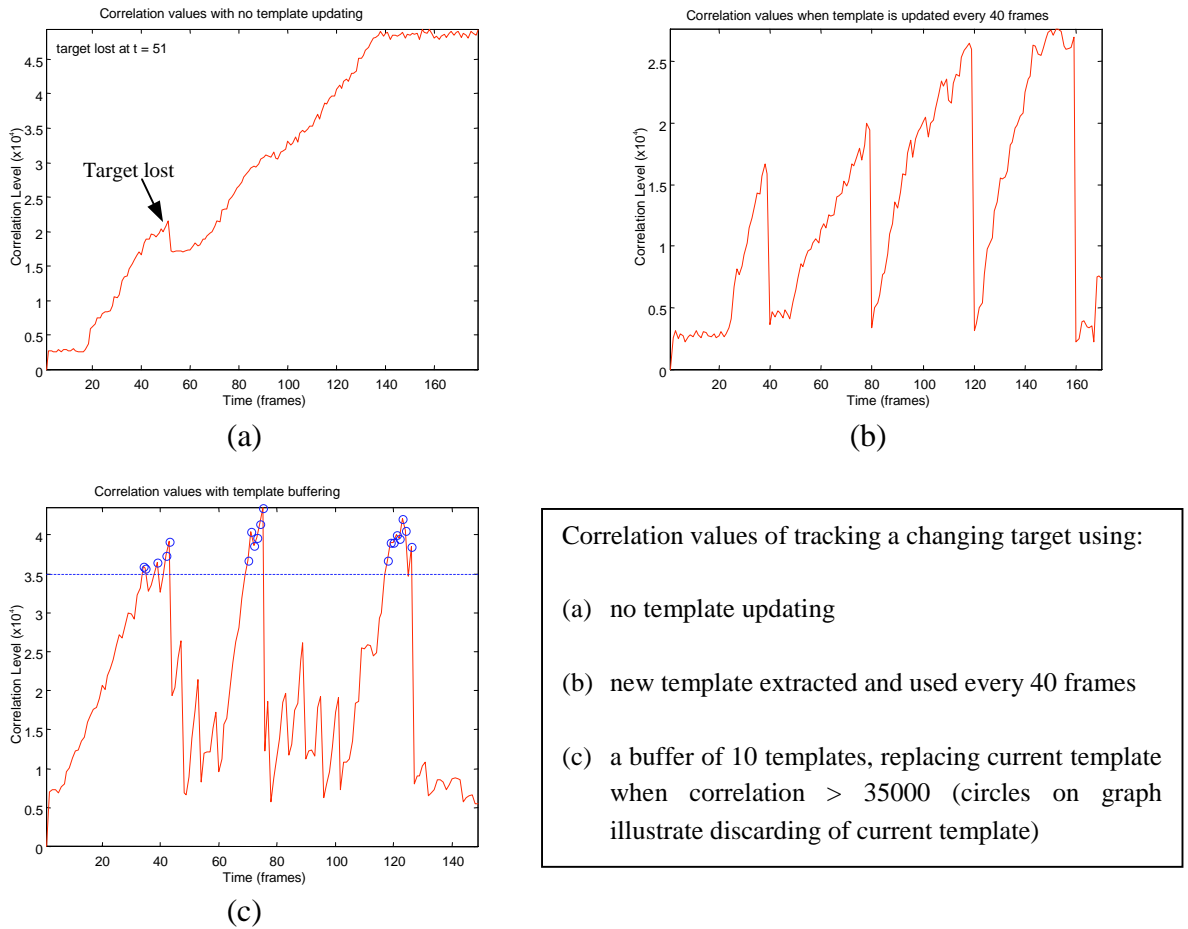 Correlation values with no template updating
target lost at t = 51
Target lost
4.5
4
3.5
3
2.5
2
1.5
1
0.5
0
Correlation Level (x10⁴)
20 40 60 80 100 120 140 160
Time (frames)
(a)
Correlation values when template is updated every 40 frames
2.5
2
1.5
1
0.5
0
Correlation Level (x10⁴)
20 40 60 80 100 120 140 160
Time (frames)
(b)
Correlation values with template buffering
4
3.5
3
2.5
2
1.5
1
0.5
0
Correlation Level (x10⁴)
20 40 60 80 100 120 140
Time (frames)
(c)
Correlation values of tracking a changing target using:
(a) no template updating
(b) new template extracted and used every 40 frames
(c) a buffer of 10 templates, replacing current template
when correlation > 35000 (circles on graph
illustrate discarding of current template)